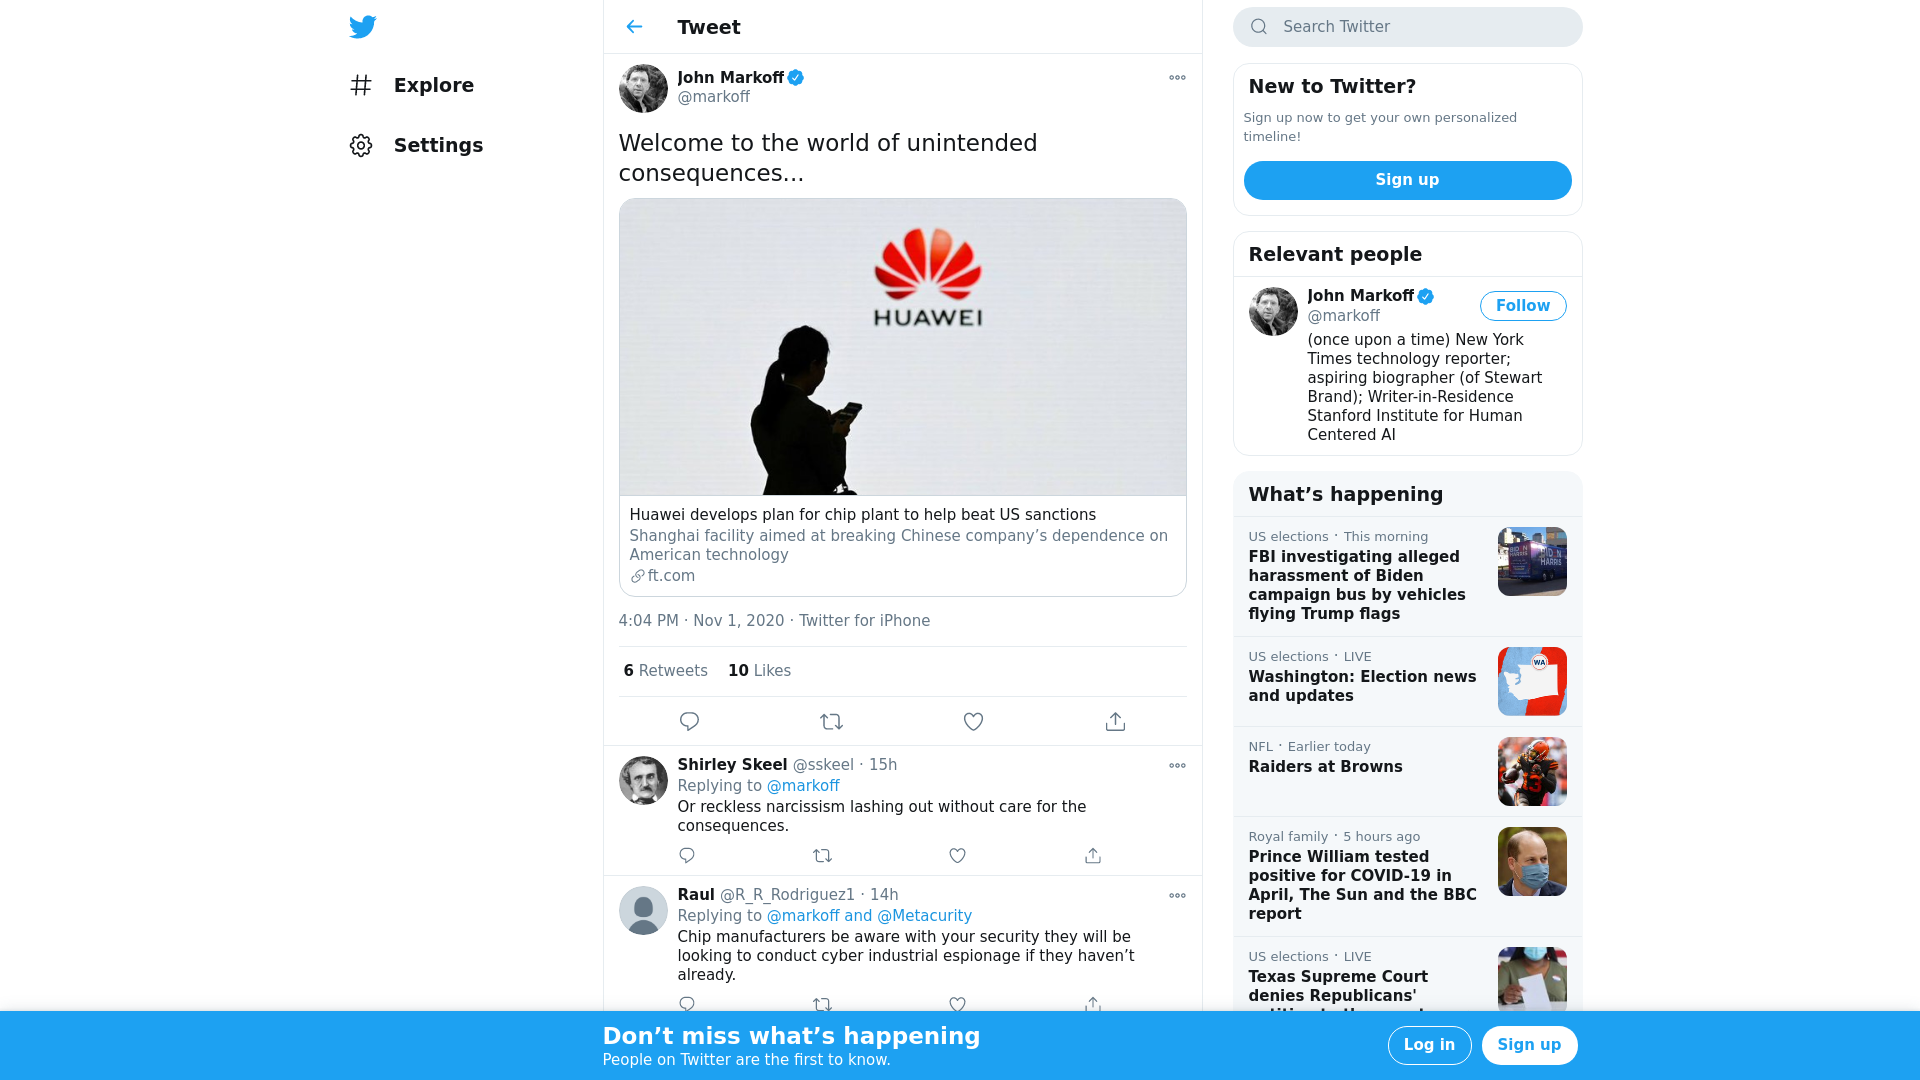 Explore
Settings
Tweet
John Markoff
@markoff
Welcome to the world of unintended
consequences...
HUAWEI
Huawei develops plan for chip plant to help beat US sanctions
Shanghai facility aimed at breaking Chinese company’s dependence on
American technology
ft.com
4:04 PM · Nov 1, 2020 · Twitter for iPhone
6 Retweets 10 Likes
Shirley Skeel @sskeel · 15h
Replying to @markoff
Or reckless narcissism lashing out without care for the
consequences.
Raul @R_R_Rodriguez1 · 14h
Replying to @markoff and @Metacurity
Chip manufacturers be aware with your security they will be
looking to conduct cyber industrial espionage if they haven’t
already.
Search Twitter
New to Twitter?
Sign up now to get your own personalized
timeline!
Sign up
Relevant people
John Markoff
@markoff
Follow
(once upon a time) New York
Times technology reporter;
aspiring biographer (of Stewart
Brand); Writer-in-Residence
Stanford Institute for Human
Centered AI
What’s happening
US elections · This morning
FBI investigating alleged
harassment of Biden
campaign bus by vehicles
flying Trump flags
US elections · LIVE
Washington: Election news
and updates
WA
NFL · Earlier today
Raiders at Browns
Royal family · 5 hours ago
Prince William tested
positive for COVID-19 in
April, The Sun and the BBC
report
US elections · LIVE
Texas Supreme Court
denies Republicans'
Don’t miss what’s happening
People on Twitter are the first to know.
Log in
Sign up